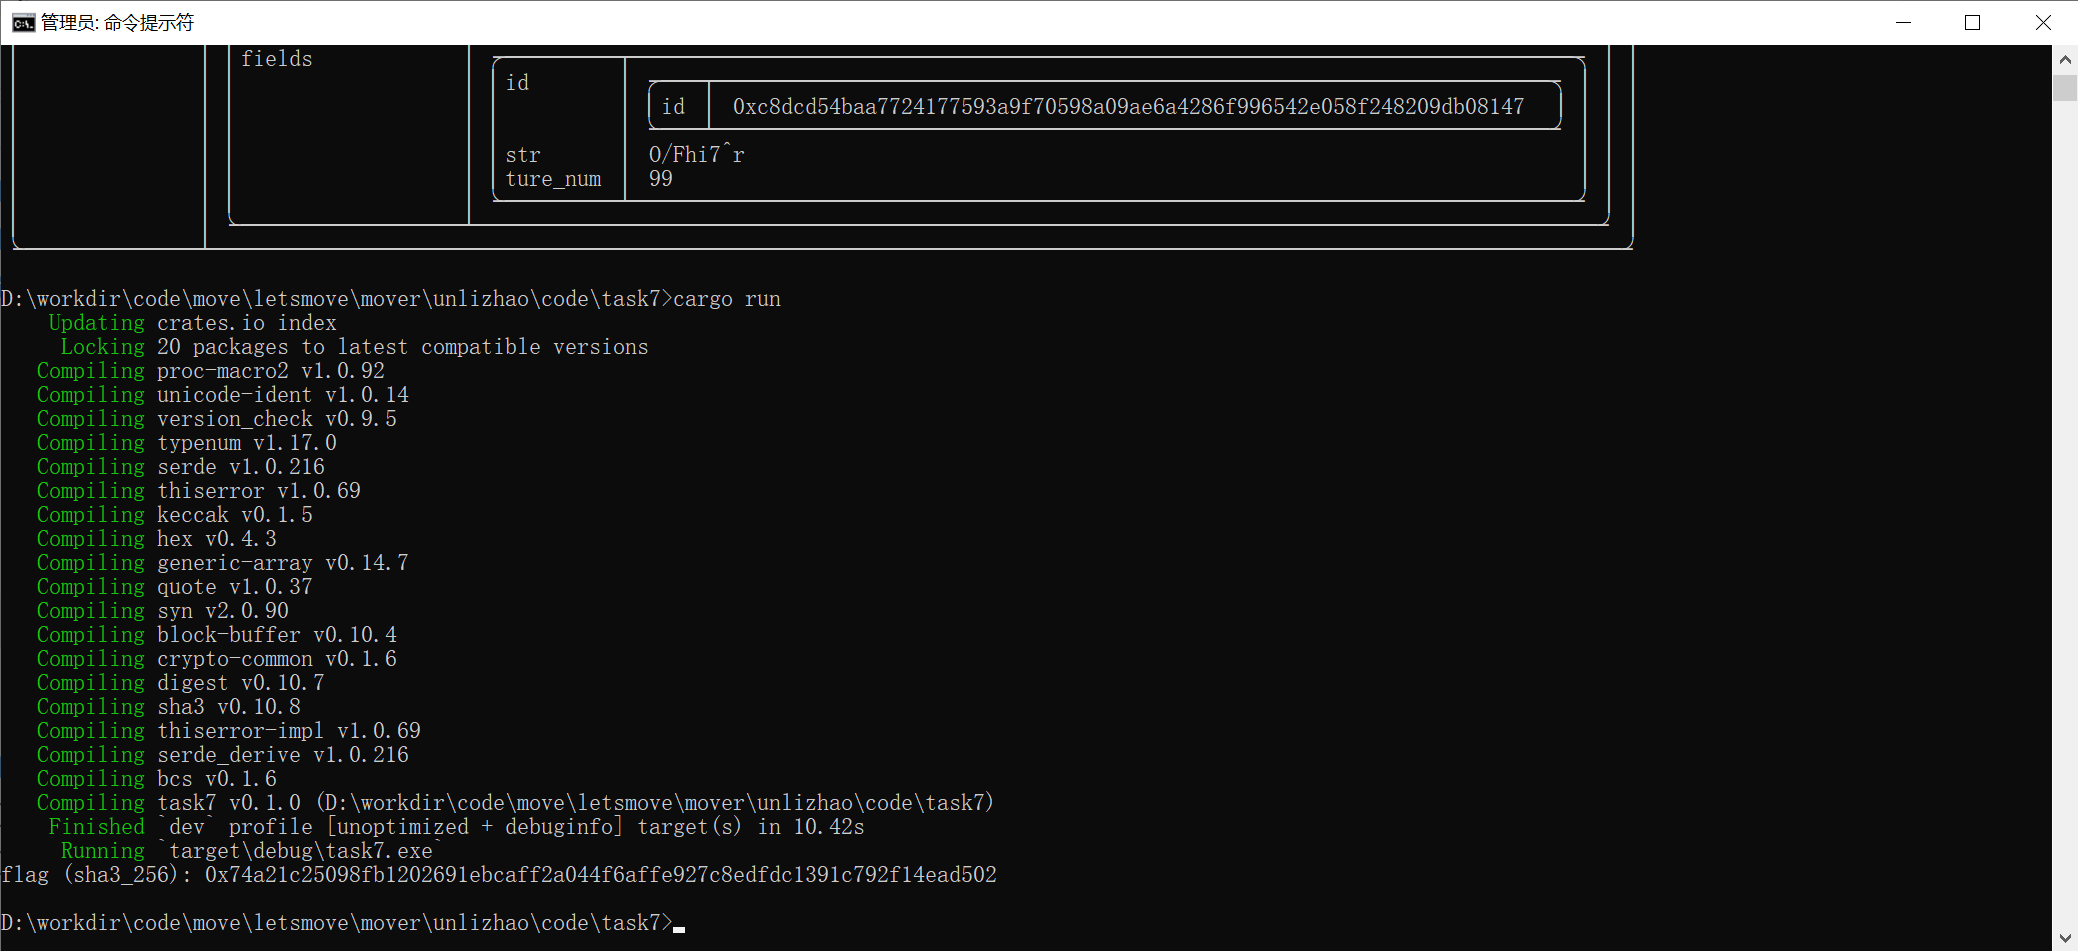 管理员: 命令提示符
fields
id
id 0xc8dcd54baa7724177593a9f70598a09ae6a4286f996542e058f248209db08147
str 0/Fhi7^r
ture_num 99
D:\workdir\code\move\letsmove\mover\unlizhao\code\task7>cargo run
Updating crates.io index
Locking 20 packages to latest compatible versions
Compiling proc-macro2 v1.0.92
Compiling unicode-ident v1.0.14
Compiling version_check v0.9.5
Compiling typenum v1.17.0
Compiling serde v1.0.216
Compiling thiserror v1.0.69
Compiling keccak v0.1.5
Compiling hex v0.4.3
Compiling generic-array v0.14.7
Compiling quote v1.0.37
Compiling syn v2.0.90
Compiling block-buffer v0.10.4
Compiling crypto-common v0.1.6
Compiling digest v0.10.7
Compiling sha3 v0.10.8
Compiling thiserror-impl v1.0.69
Compiling serde_derive v1.0.216
Compiling bcs v0.1.6
Compiling task7 v0.1.0 (D:\workdir\code\move\letsmove\mover\unlizhao\code\task7)
Finished `dev` profile [unoptimized + debuginfo] target(s) in 10.42s
Running `target\debug\task7.exe`
flag (sha3_256): 0x74a21c25098fb1202691ebcaff2a044f6affe927c8edfdc1391c792f14ead502
D:\workdir\code\move\letsmove\mover\unlizhao\code\task7>